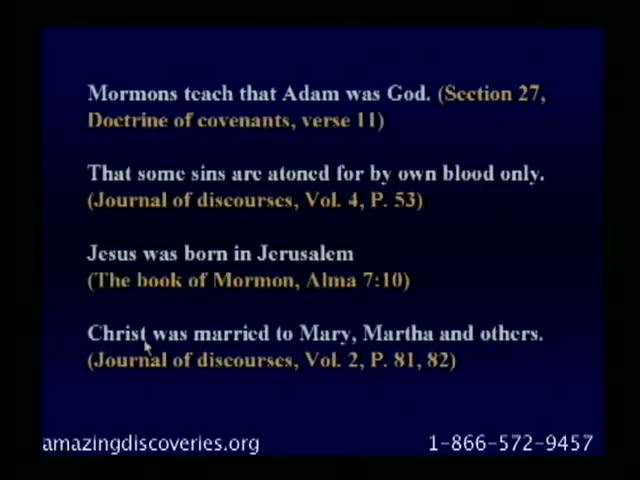 Mormons teach that Adam was God. (Section 27,
Doctrine of covenants, verse 11)
That some sins are atoned for by own blood only.
(Journal of discourses, Vol. 4, P. 53)
Jesus was born in Jerusalem
(The book of Mormon, Alma 7:10)
Christ was married to Mary, Martha and others.
(Journal of discourses, Vol. 2, P. 81, 82)
amazingdiscoveries.org 1-866-572-9457